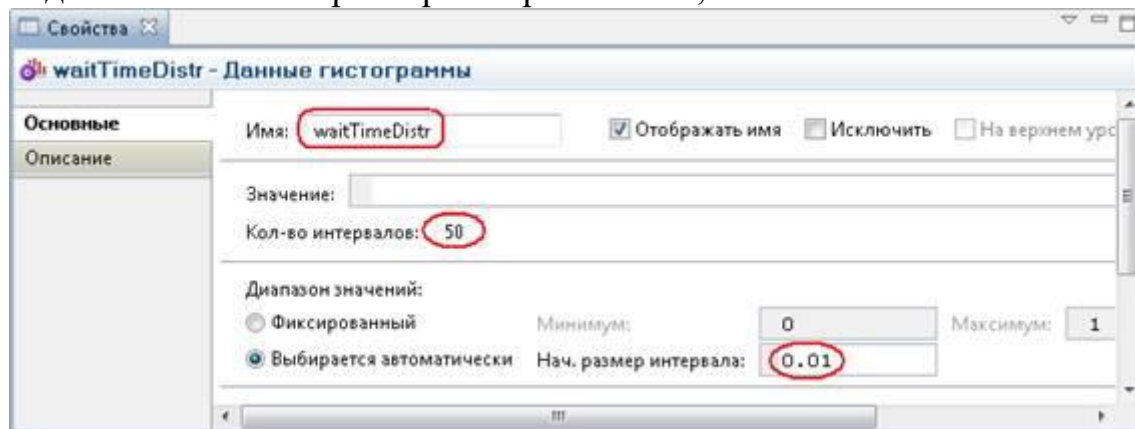 Свойства
waitTimeDistr - Данные гистограммы
Основные
Описание
Имя: waitTimeDistr Отображать имя Исключить На верхнем уро
Значение:
Кол-во интервалов: 50
Диапазон значений:
Фиксированный Минимум: 0 Максимум: 1
Выбирается автоматически Нач. размер интервала: 0.01